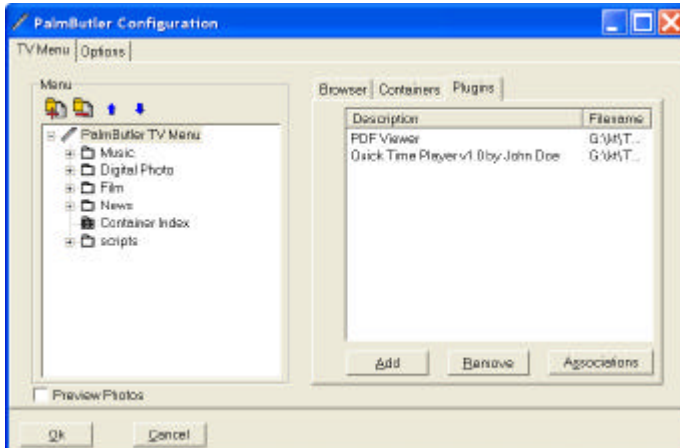 PalmButler Configuration
TV Menu Options
Menu
PalmButler TV Menu
Music
Digital Photo
Film
News
Container Index
scripts
Preview Photos
Browser Containers Plugins
Description Filename
PDF Viewer G:\kt\T...
Quick Time Player v1.0 by John Doe G:\kt\T...
Add Remove Associations
Ok Cancel